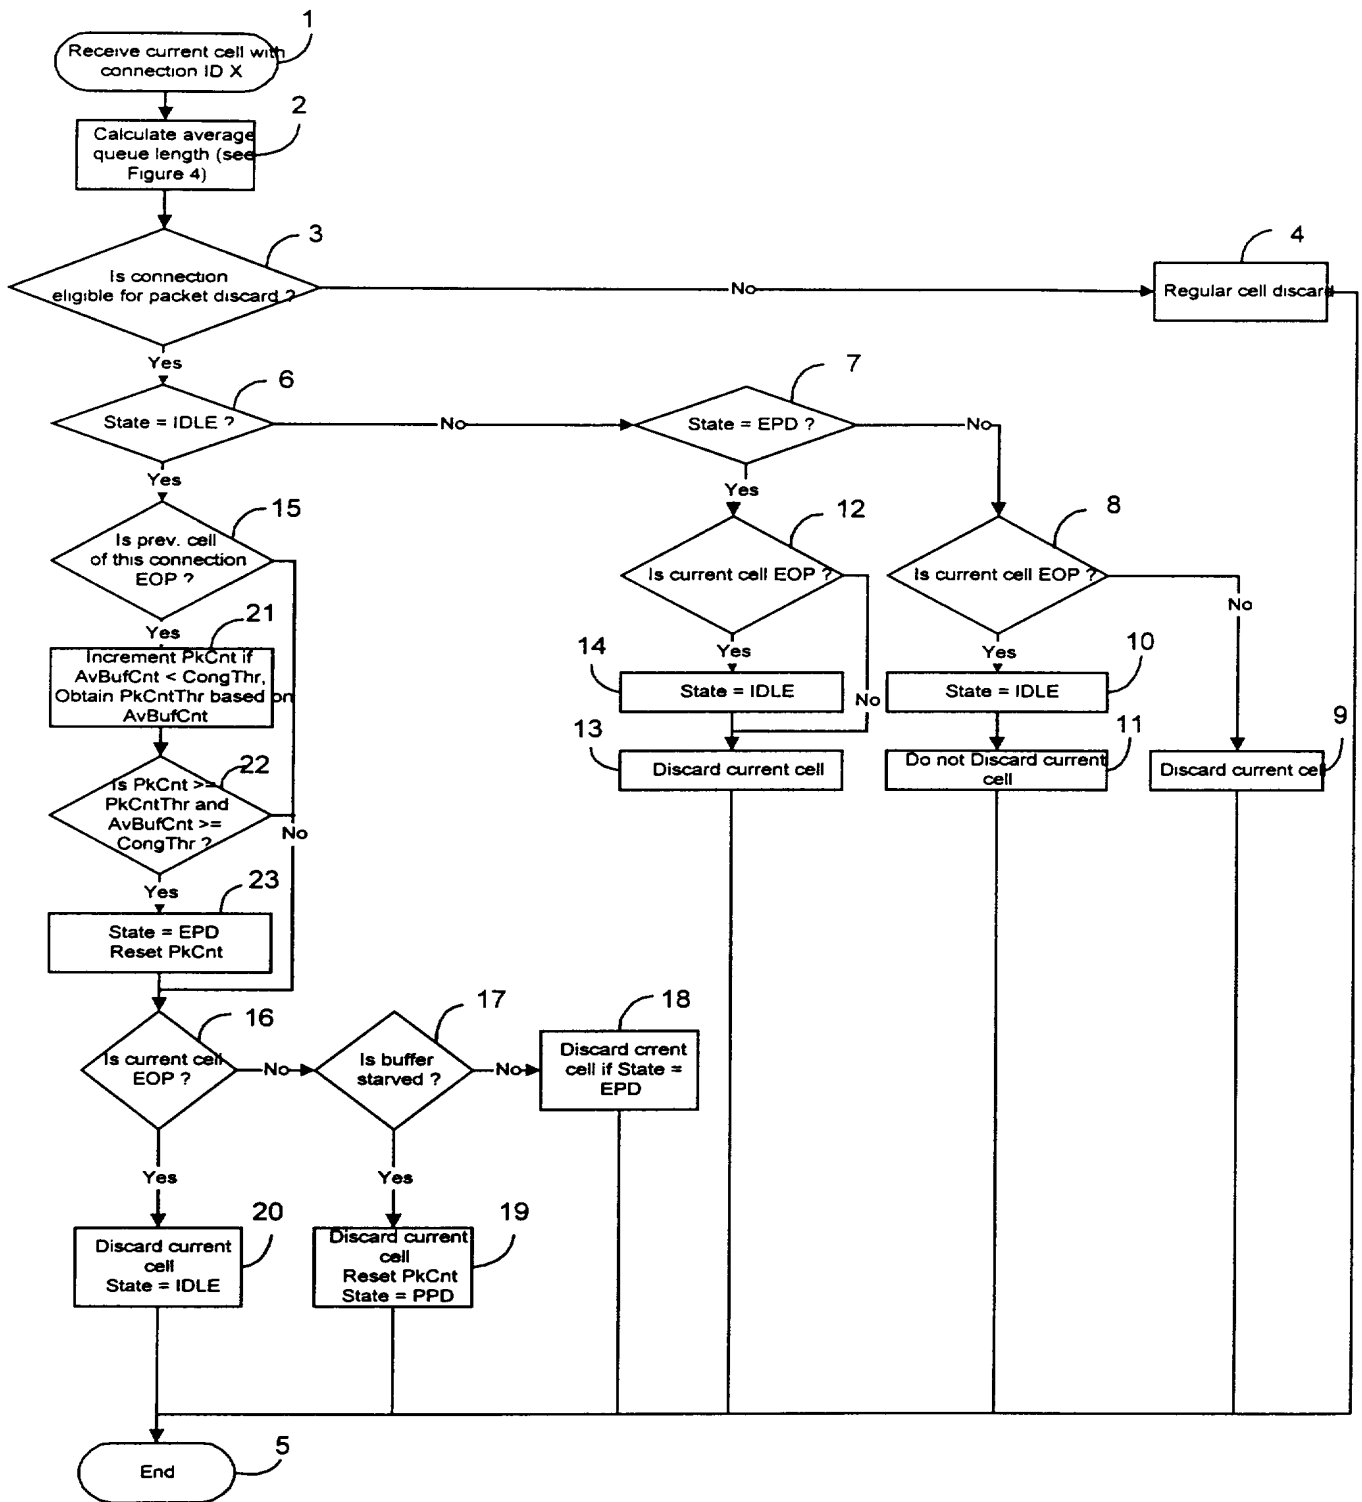 1
Receive current cell with
connection ID X
2
Calculate average
queue length (see
Figure 4)
3
Is connection
eligible for packet discard ?
No
4
Regular cell discard
Yes
6
State = IDLE ?
No
7
State = EPD ?
No
Yes
Yes
15
Is prev. cell
of this connection
EOP ?
12
Is current cell EOP ?
8
Is current cell EOP ?
No
Yes
21
Increment PkCnt if
AvBufCnt < CongThr,
Obtain PkCntThr based on
AvBufCnt
Yes
14
State = IDLE
No
Yes
10
State = IDLE
13
Discard current cell
11
Do not Discard current
cell
9
Discard current cell
22
Is PkCnt >=
PkCntThr and
AvBufCnt >=
CongThr ?
No
Yes
23
State = EPD
Reset PkCnt
16
Is current cell
EOP ?
No
17
Is buffer
starved ?
No
18
Discard crrent
cell if State =
EPD
Yes
Yes
20
Discard current
cell
State = IDLE
19
Discard current
cell
Reset PkCnt
State = PPD
5
End